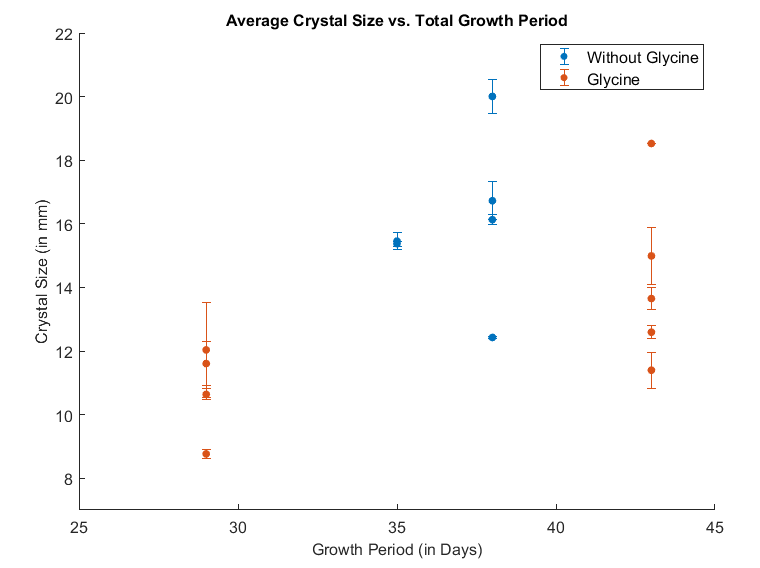 Average Crystal Size vs. Total Growth Period
Without Glycine
Glycine
22
20
18
16
14
12
10
8
Crystal Size (in mm)
25 30 35 40 45
Growth Period (in Days)